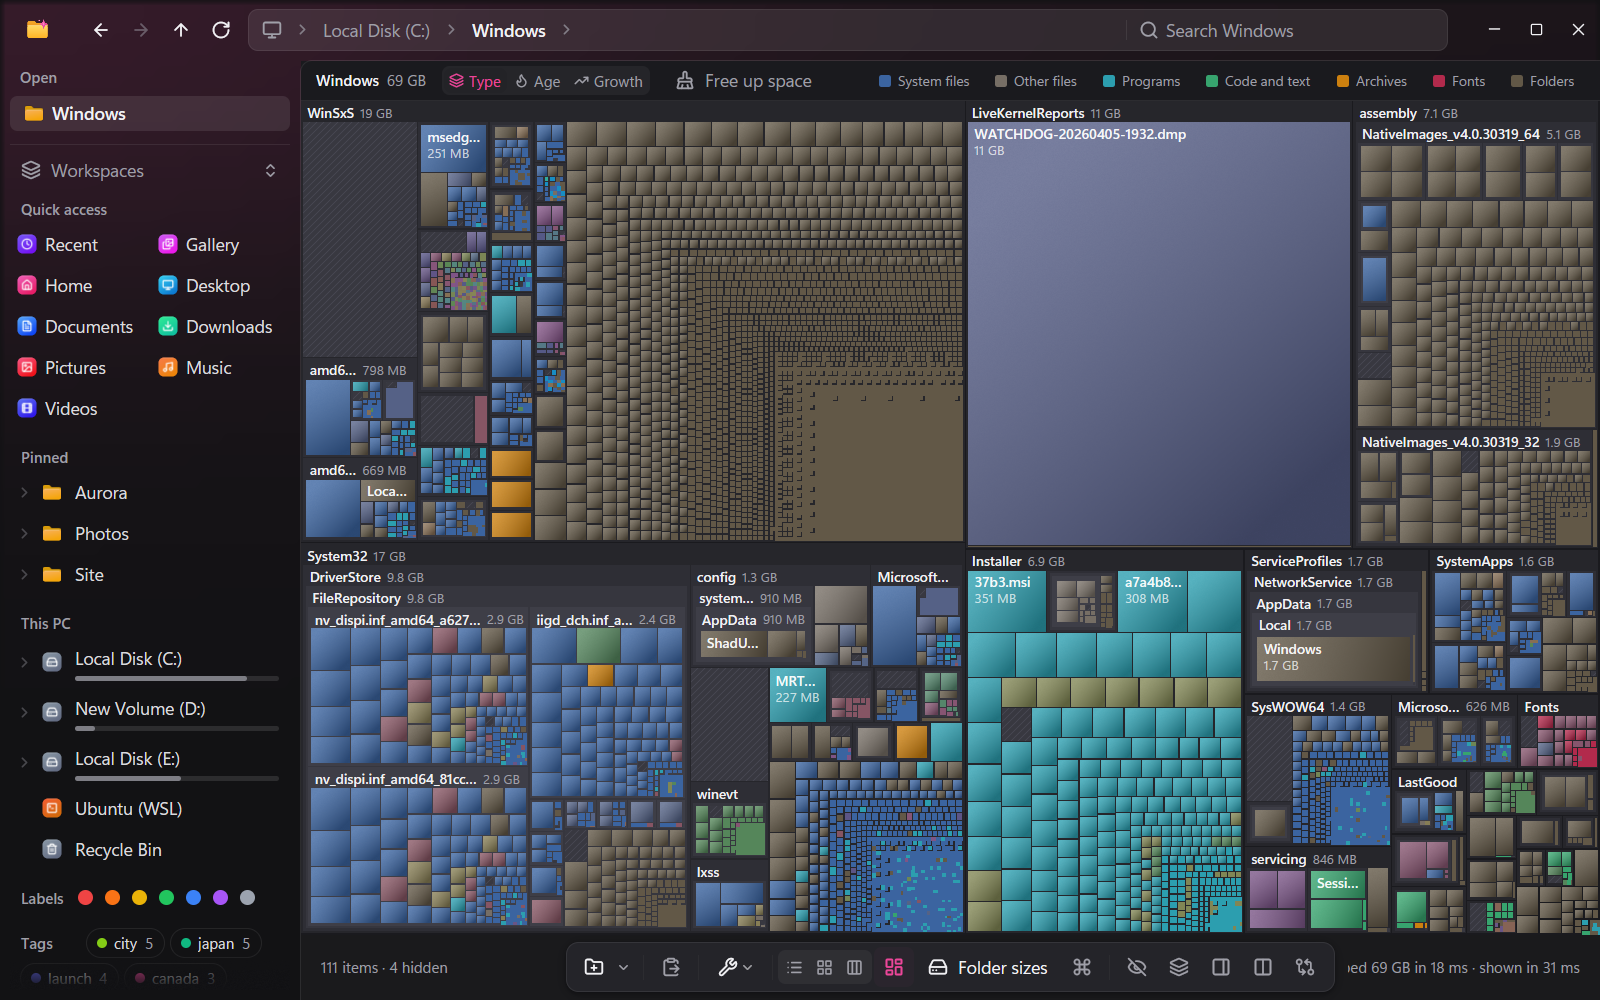 Local Disk (C:)
Windows
Search Windows
Open
Windows
Workspaces
Quick access
Recent
Gallery
Home
Desktop
Documents
Downloads
Pictures
Music
Videos
Pinned
Aurora
Photos
Site
This PC
Local Disk (C:)
New Volume (D:)
Local Disk (E:)
Ubuntu (WSL)
Recycle Bin
Labels
Tags
city 5
japan 5
launch 4
canada 3
Windows 69 GB
Type
Age
Growth
Free up space
System files
Other files
Programs
Code and text
Archives
Fonts
Folders
WinSxS 19 GB
msedg...
251 MB
amd6... 798 MB
amd6... 669 MB
Loca...
LiveKernelReports 11 GB
WATCHDOG-20260405-1932.dmp
11 GB
assembly 7.1 GB
NativeImages_v4.0.30319_64 5.1 GB
NativeImages_v4.0.30319_32 1.9 GB
System32 17 GB
DriverStore 9.8 GB
FileRepository 9.8 GB
nv_dispi.inf_amd64_a627... 2.9 GB
iigd_dch.inf_a... 2.4 GB
nv_dispi.inf_amd64_81cc... 2.9 GB
config 1.3 GB
system... 910 MB
AppData 910 MB
ShadU...
Microsoft...
MRT...
227 MB
winevt
lxss
Installer 6.9 GB
37b3.msi
351 MB
a7a4b8...
308 MB
ServiceProfiles 1.7 GB
NetworkService 1.7 GB
AppData 1.7 GB
Local 1.7 GB
Windows
1.7 GB
SystemApps 1.6 GB
SysWOW64 1.4 GB
Microso... 626 MB
Fonts
LastGood
servicing 846 MB
Sessi...
111 items · 4 hidden
Folder sizes
ped 69 GB in 18 ms · shown in 31 ms